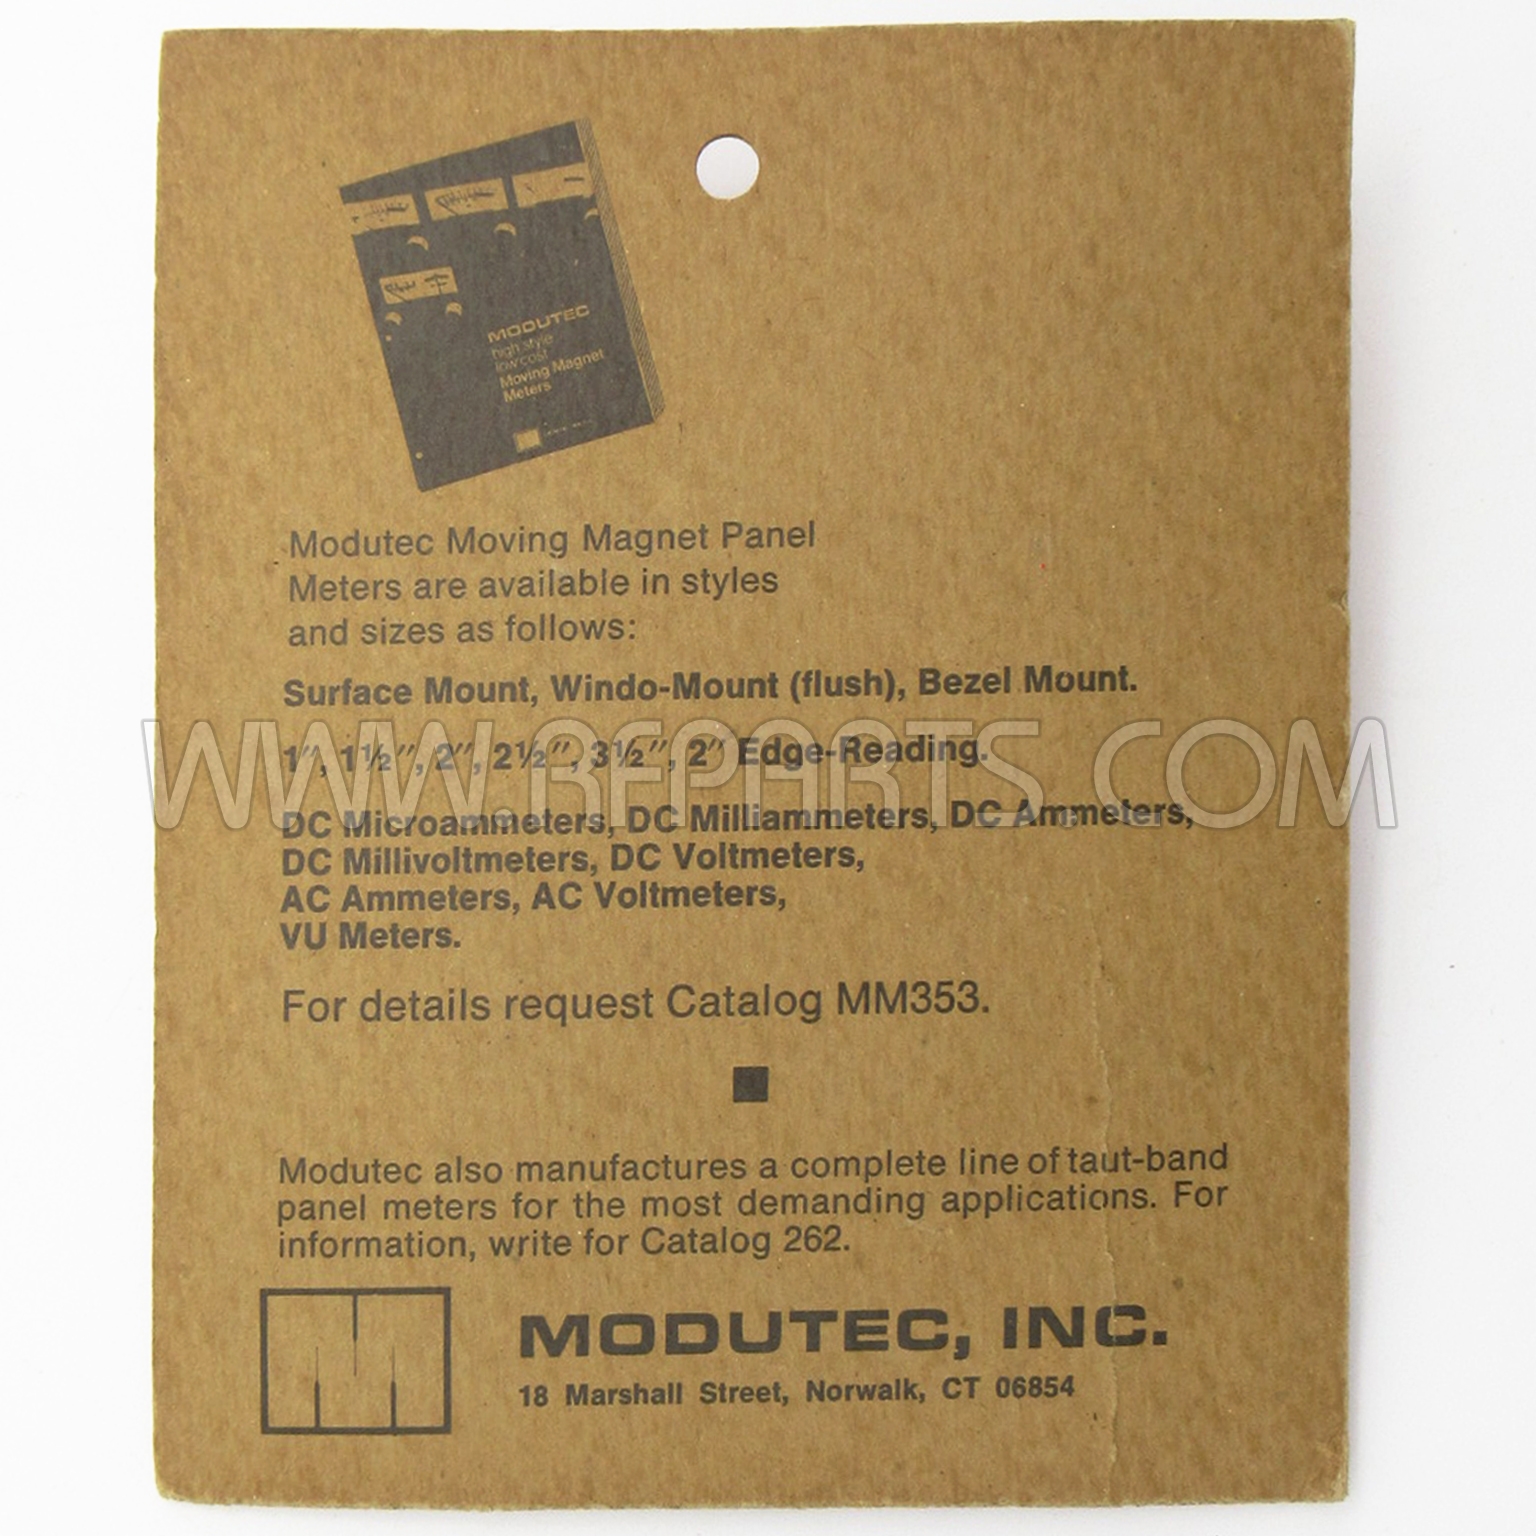 MODUTEC
high style
low cost
Moving Magnet
Meters
Modutec Moving Magnet Panel
Meters are available in styles
and sizes as follows:
Surface Mount, Windo-Mount (flush), Bezel Mount.
1", 1½", 2", 2½", 3½", 2" Edge-Reading.
WWW.RFPARTS.COM
DC Microammeters, DC Milliammeters, DC Ammeters,
DC Millivoltmeters, DC Voltmeters,
AC Ammeters, AC Voltmeters,
VU Meters.
For details request Catalog MM353.
Modutec also manufactures a complete line of taut-band
panel meters for the most demanding applications. For
information, write for Catalog 262.
MODUTEC, INC.
18 Marshall Street, Norwalk, CT 06854